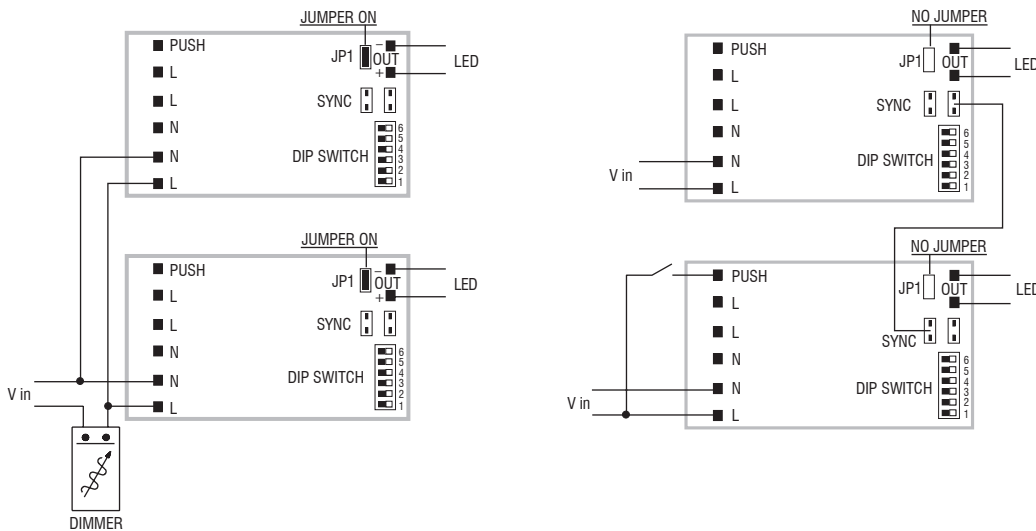 JUMPER ON
PUSH
JP1 – OUT
+
LED
L
L
SYNC
N
DIP SWITCH
6
5
4
3
2
1
N
L
JUMPER ON
PUSH
JP1 – OUT
+
LED
L
L
SYNC
N
DIP SWITCH
6
5
4
3
2
1
N
L
V in
DIMMER
NO JUMPER
PUSH
JP1 OUT
LED
L
L
SYNC
N
DIP SWITCH
6
5
4
3
2
1
N
L
V in
NO JUMPER
PUSH
JP1 OUT
LED
L
L
SYNC
N
DIP SWITCH
6
5
4
3
2
1
N
L
V in